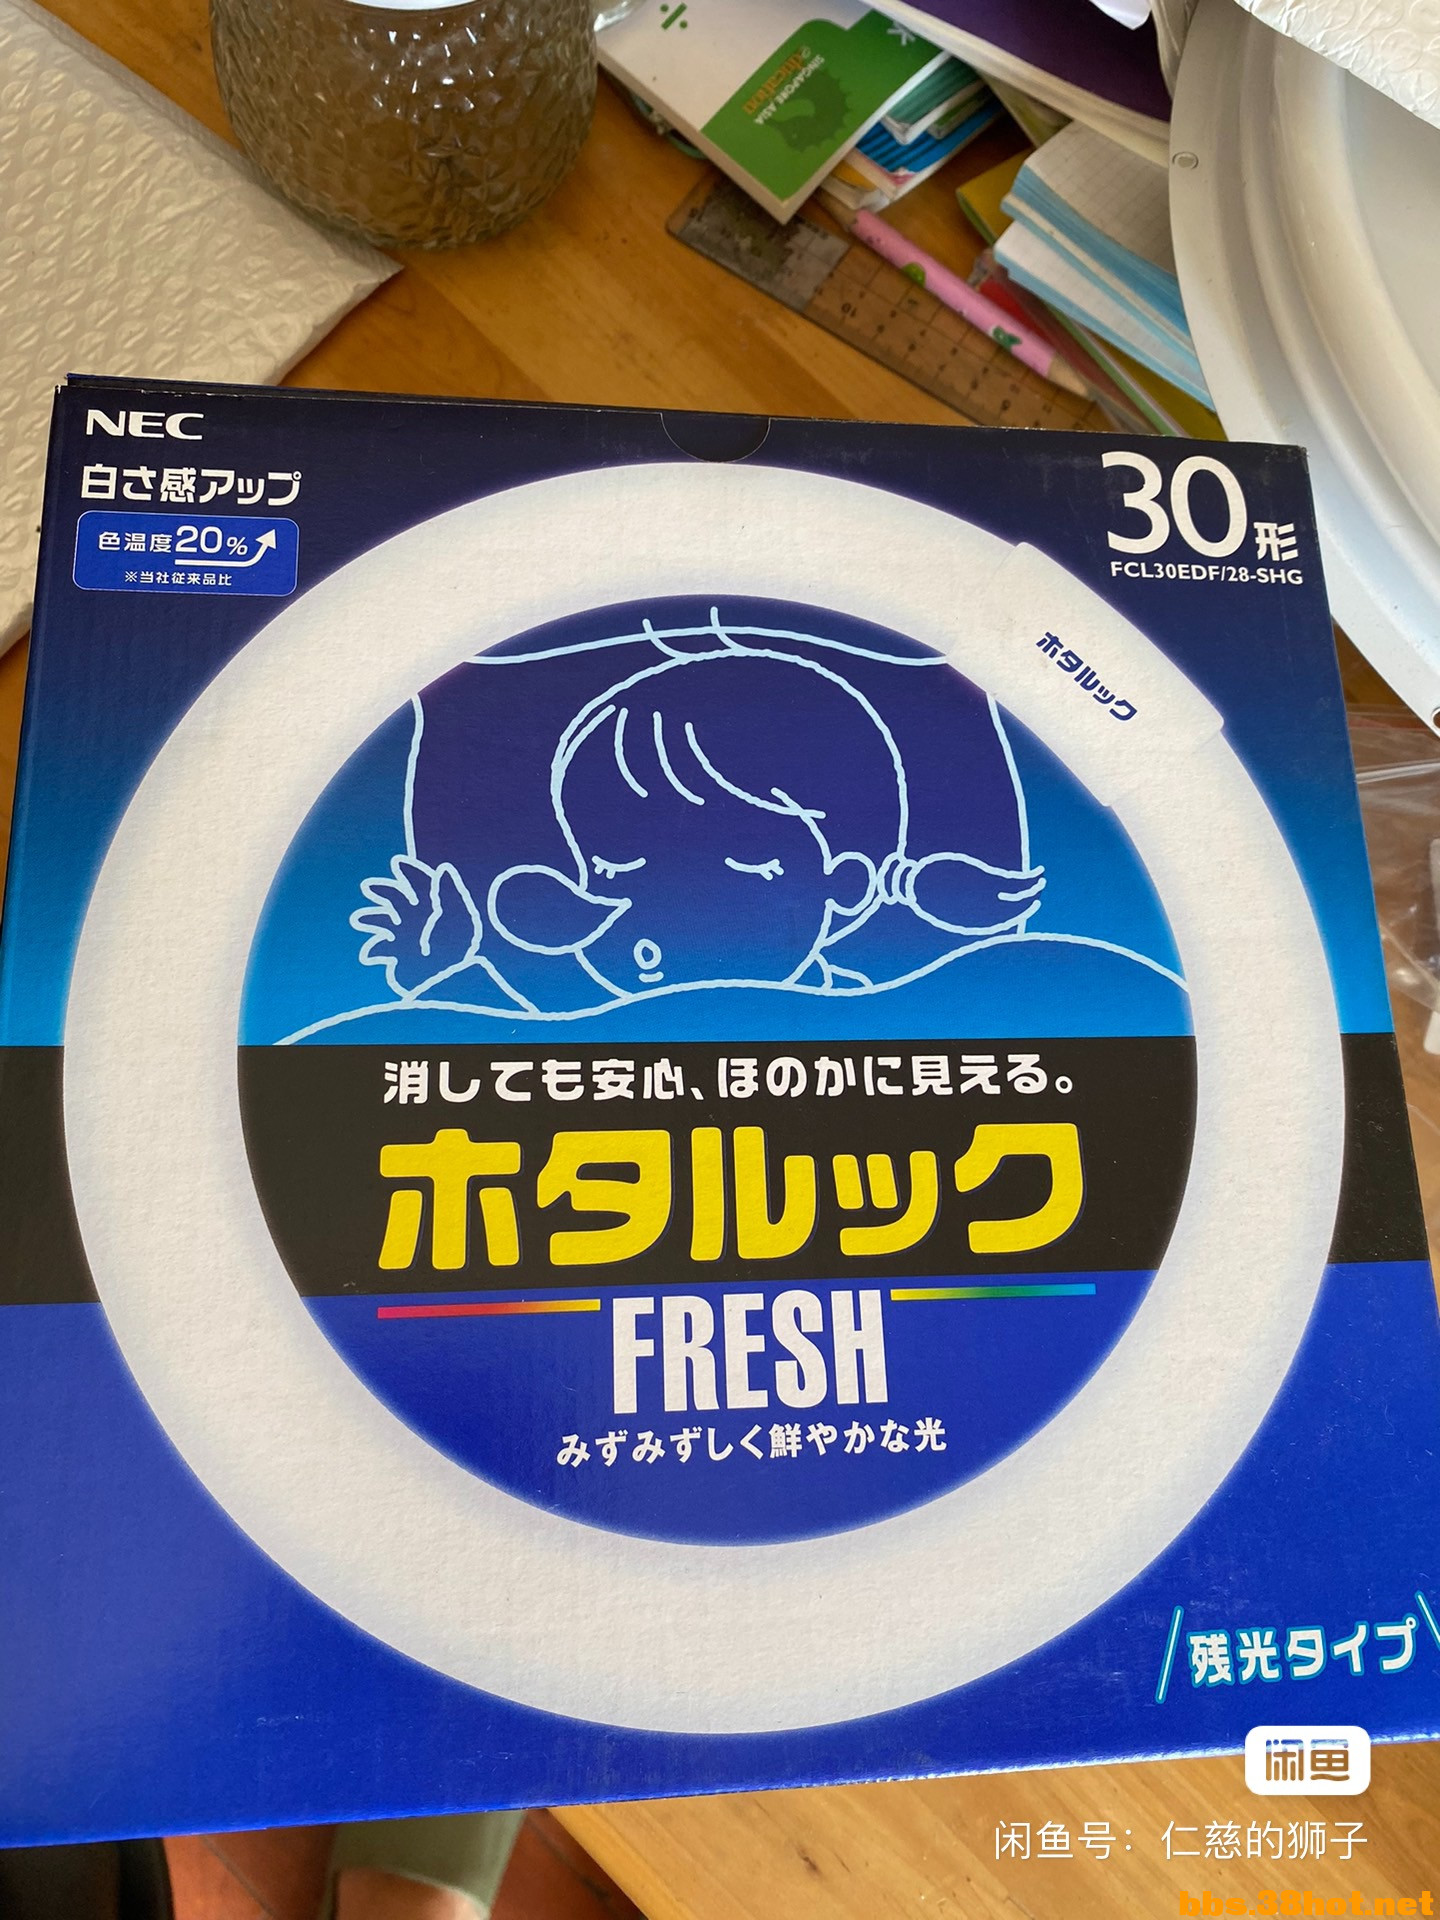 SINGAPORE ASIA
NEC
白さ感アップ
色温度20%
※当社従来品比
30形
FCL30EDF/28-SHG
ホタルック
消しても安心、ほのかに見える。
ホタルック
FRESH
みずみずしく鮮やかな光
残光タイプ
闲鱼
闲鱼号：仁慈的狮子
bbs.38hot.net